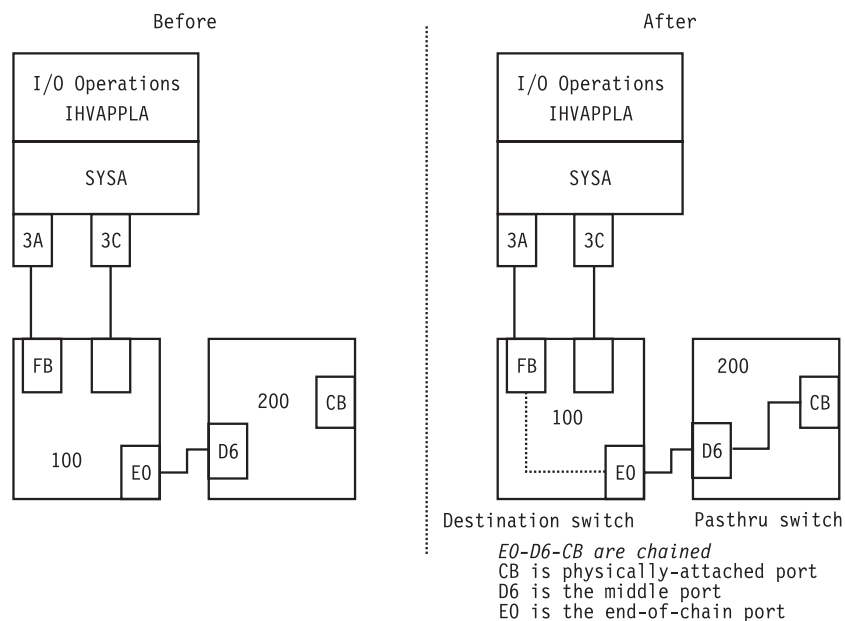 Before
I/O Operations
IHVAPPLA
SYSA
3A
3C
FB
200
CB
D6
100
E0
After
I/O Operations
IHVAPPLA
SYSA
3A
3C
FB
200
CB
100
D6
E0
Destination switch
Pasthru switch
E0-D6-CB are chained
CB is physically-attached port
D6 is the middle port
E0 is the end-of-chain port